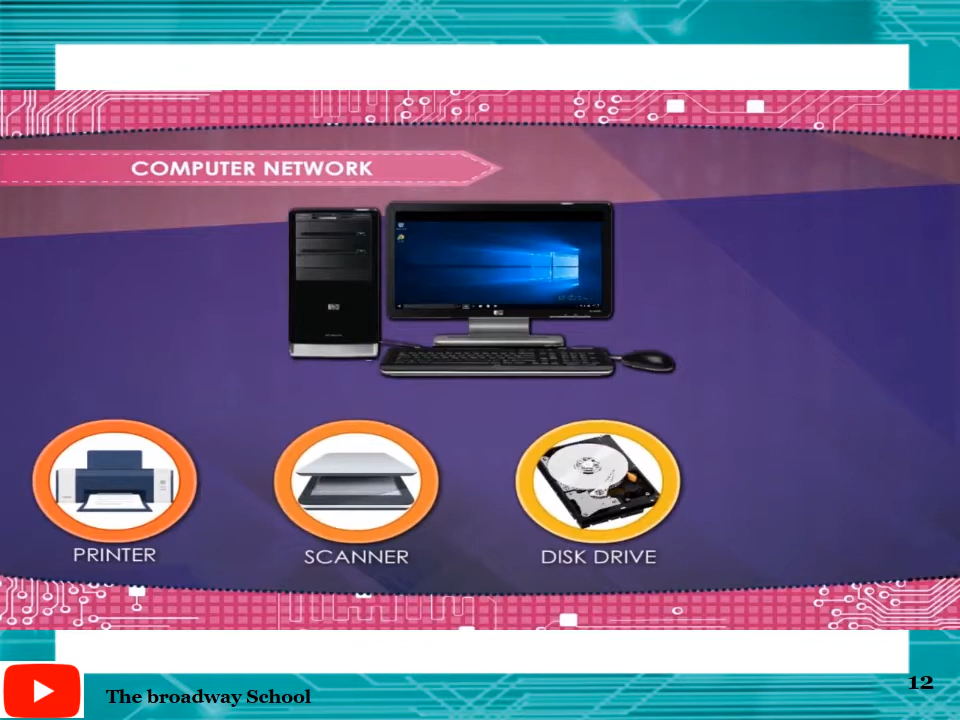 COMPUTER NETWORK
PRINTER
SCANNER
DISK DRIVE
The broadway School
12